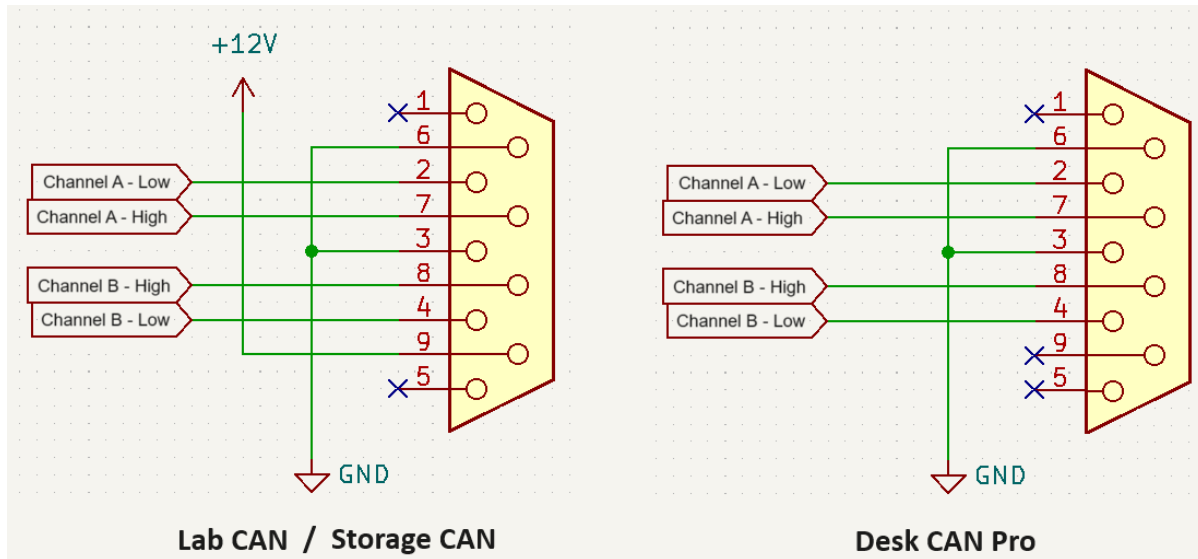 +12V
1
6
Channel A - Low
2
Channel A - High
7
3
Channel B - High
8
Channel B - Low
4
9
5
GND
Lab CAN / Storage CAN
1
6
Channel A - Low
2
Channel A - High
7
3
Channel B - High
8
Channel B - Low
4
9
5
GND
Desk CAN Pro